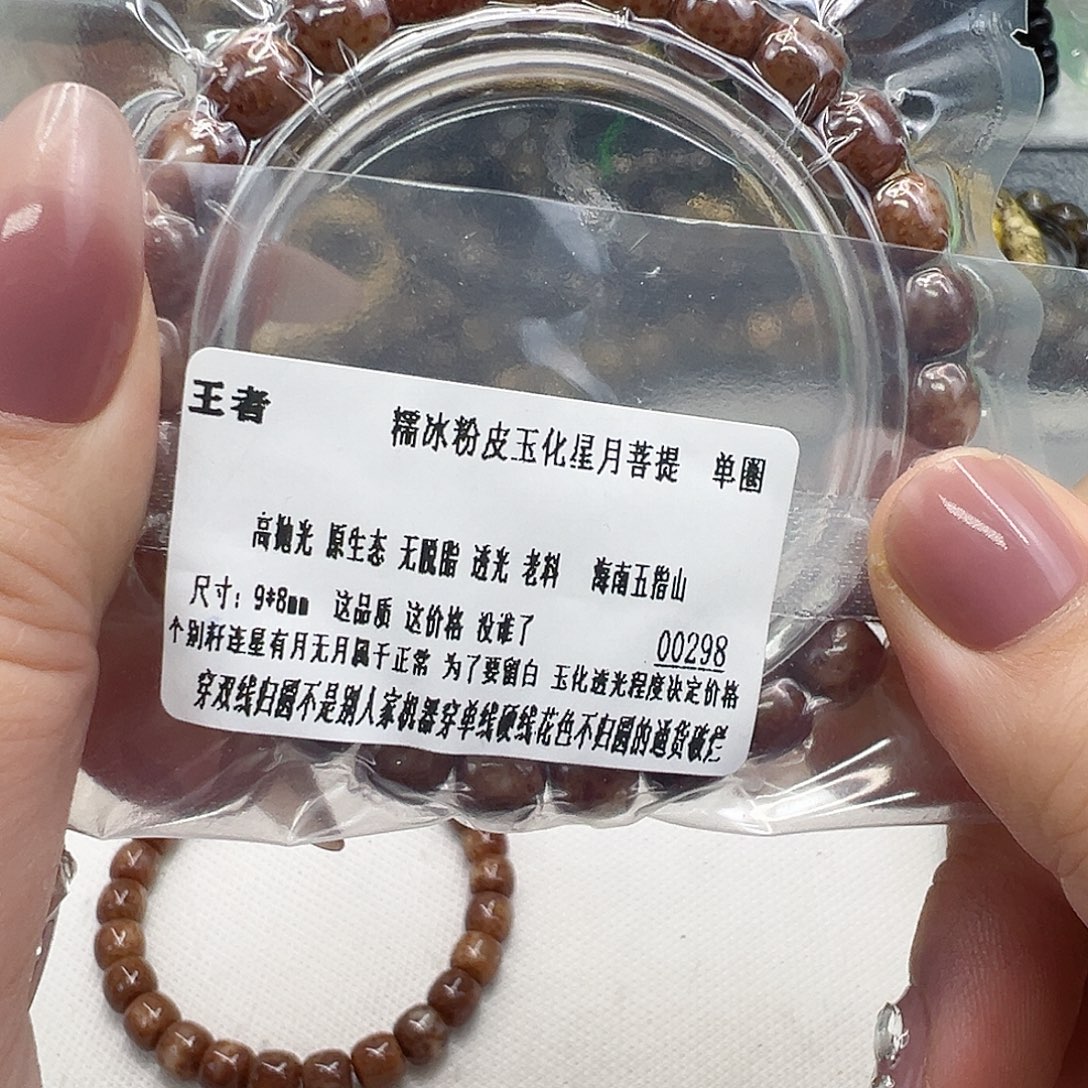 王者 糯冰粉皮玉化星月菩提 单圈
高抛光 原生态 无脱脂 透光 老料 海南五指山
尺寸：9*8mm 这品质 这价格 没谁了 00298
个别籽连星有月无月属于正常 为了要留白 玉化透光程度决定价格
穿双线归圆不是别人家机器穿单线硬线花色不归圆的通货破烂